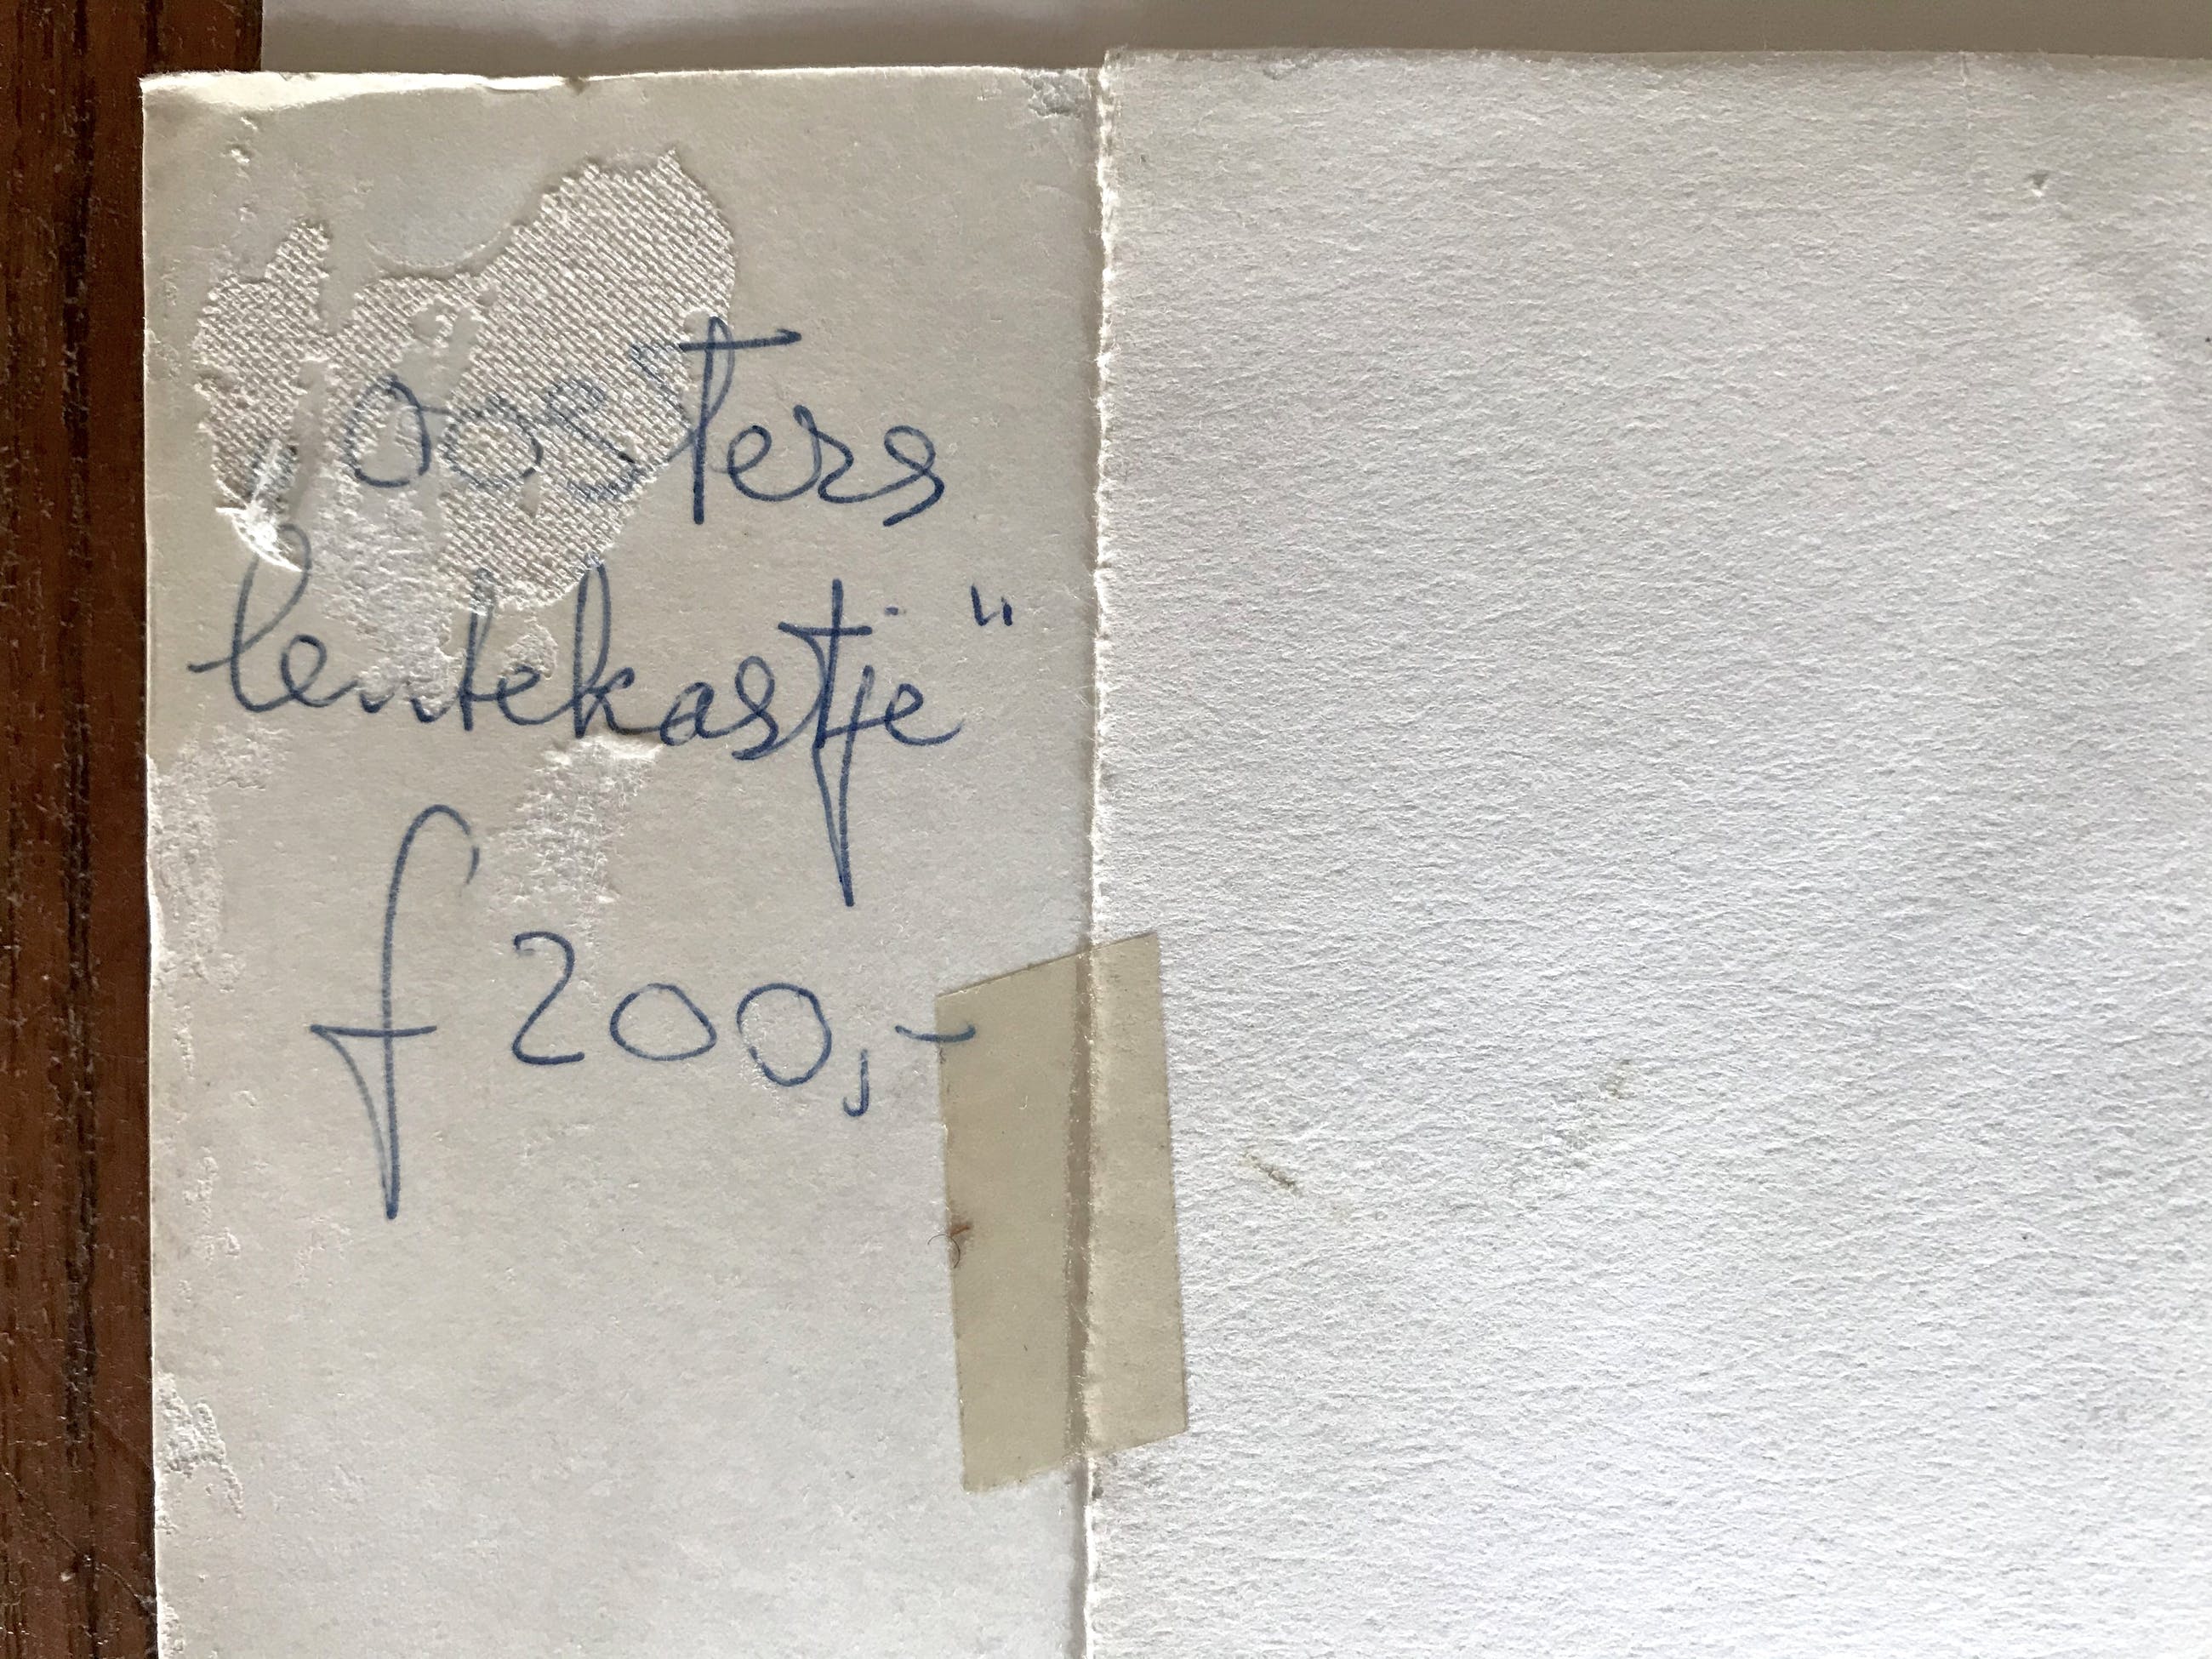 „oosters
lentekastje"
f 200,-